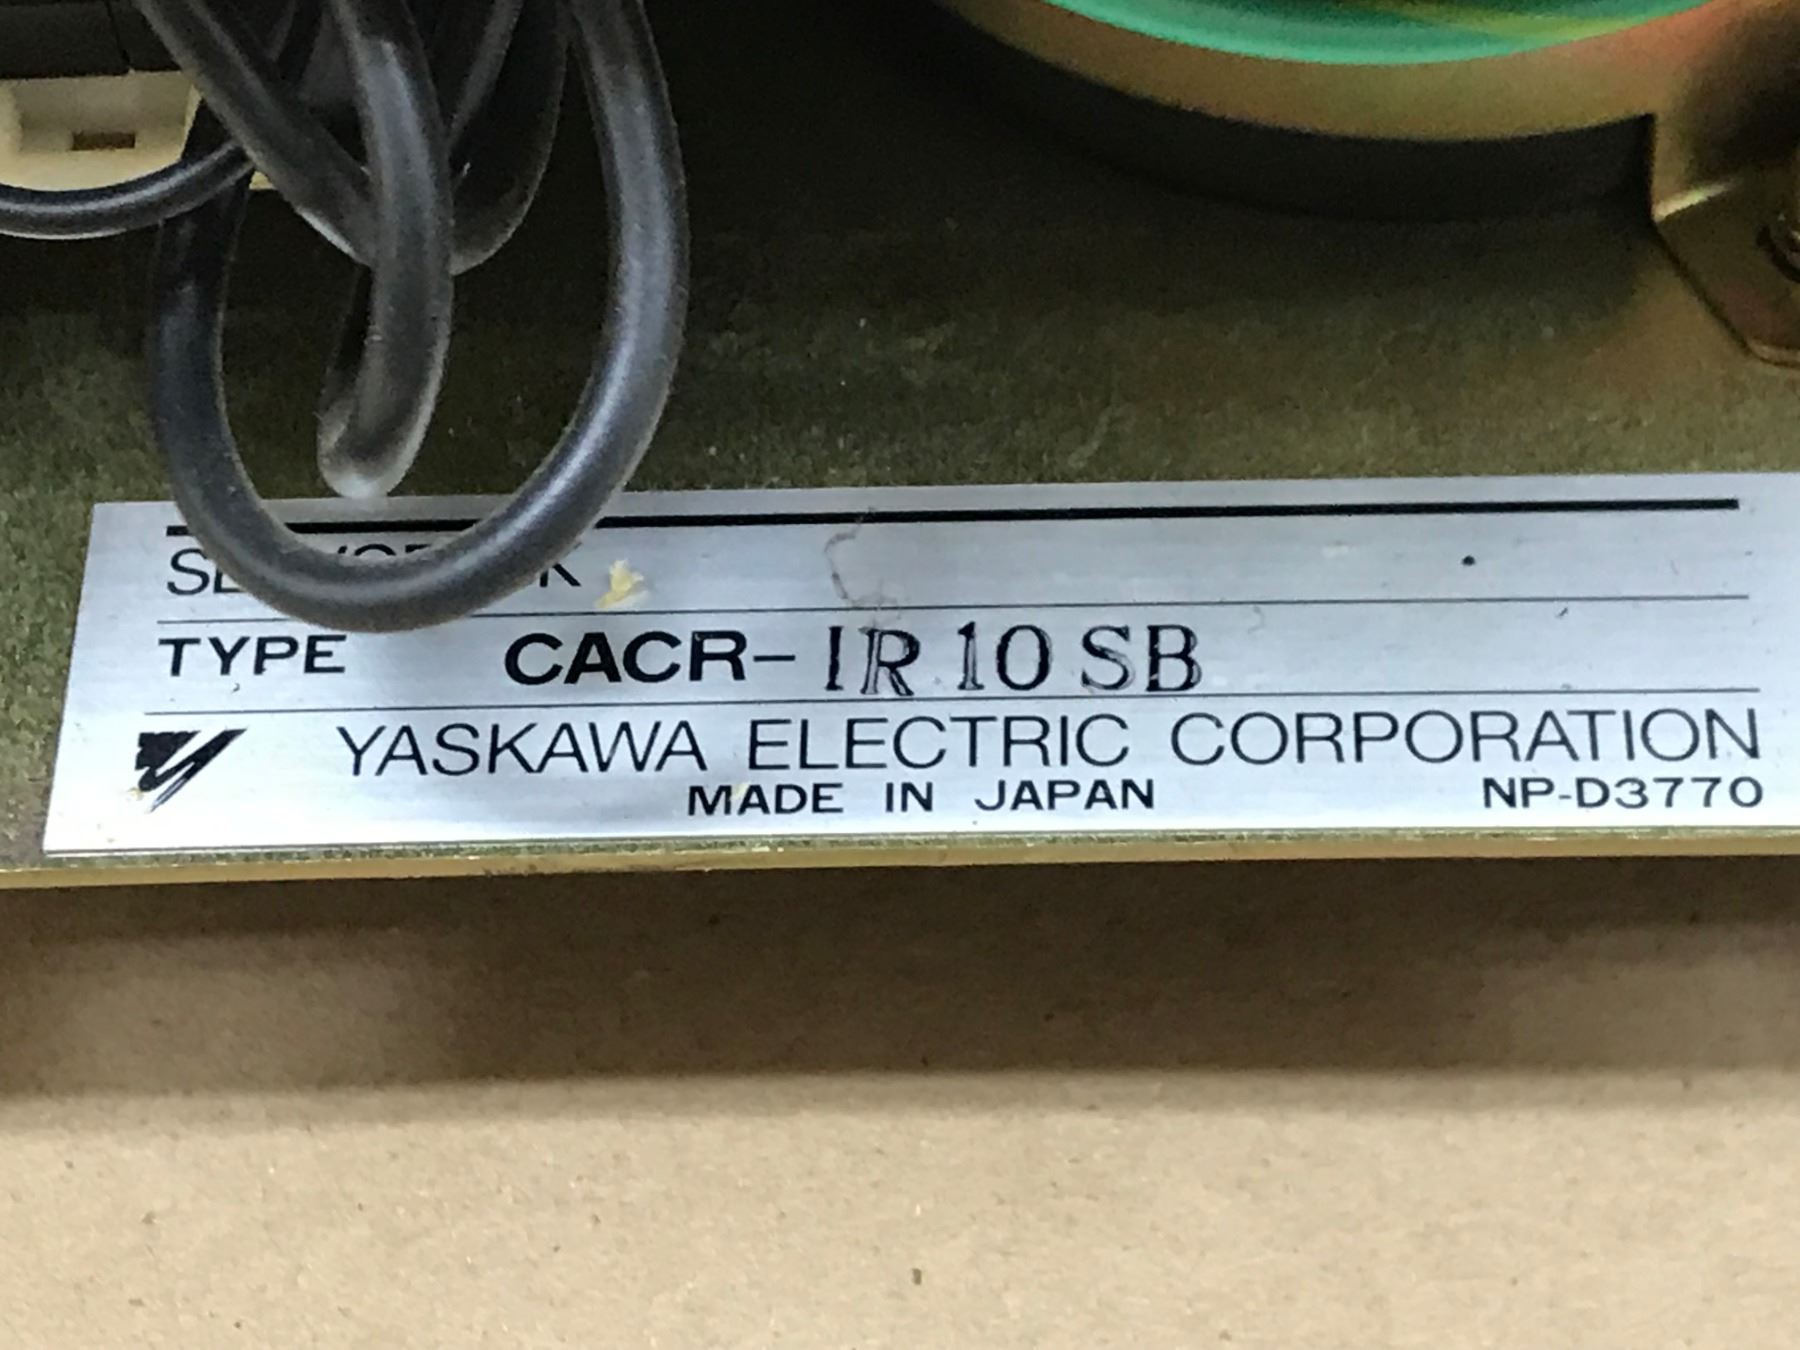 TYPE CACR-IR10SB
YASKAWA ELECTRIC CORPORATION
MADE IN JAPAN NP-D3770